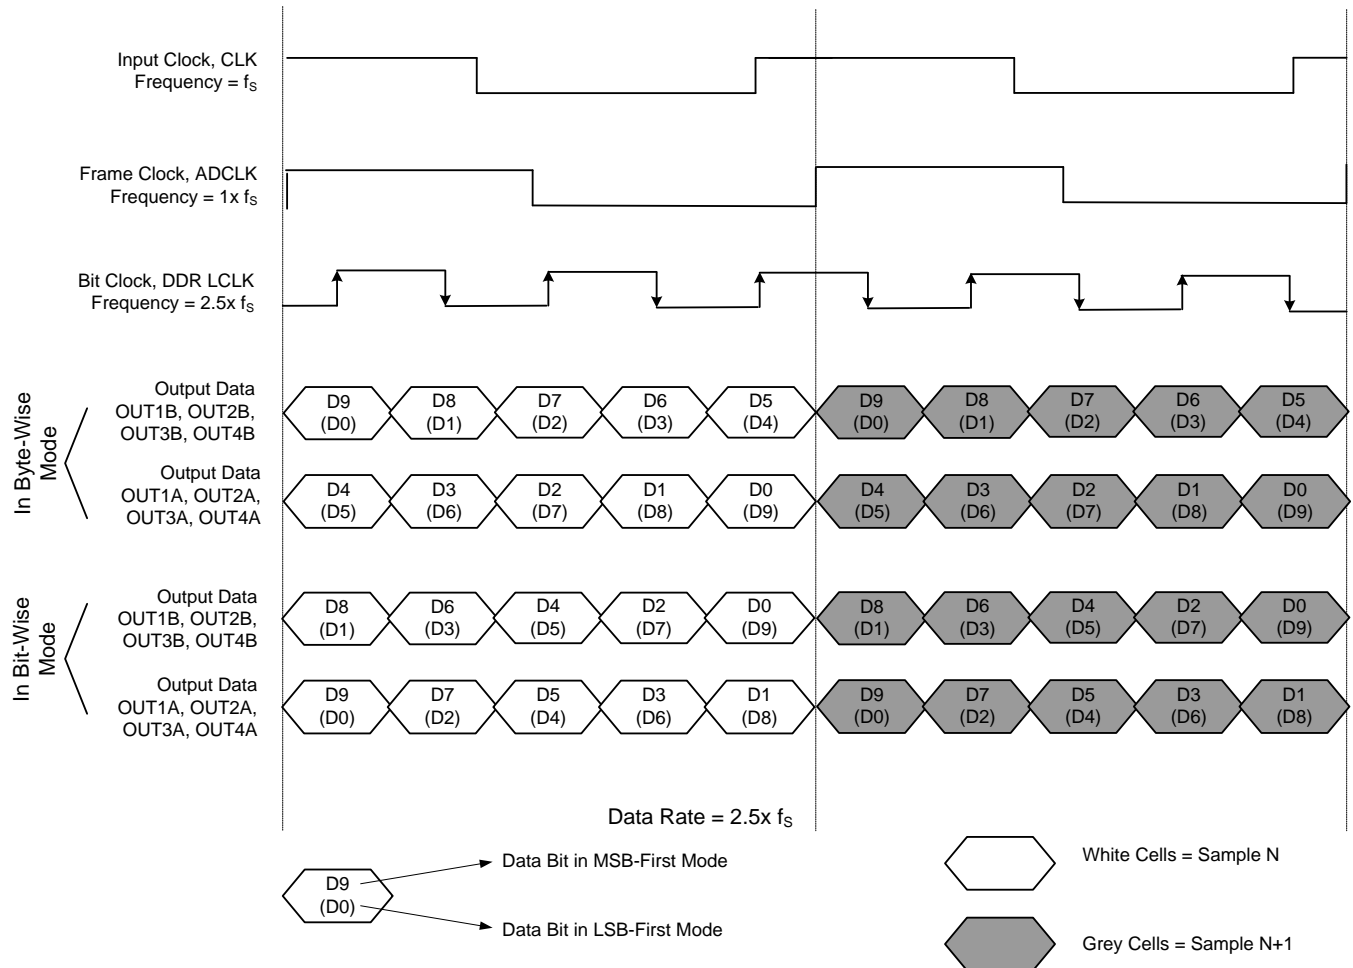 Input Clock, CLK
Frequency = fS
Frame Clock, ADCLK
Frequency = 1x fS
Bit Clock, DDR LCLK
Frequency = 2.5x fS
In Byte-Wise
Mode
Output Data
OUT1B, OUT2B,
OUT3B, OUT4B
D9 D8 D7 D6 D5 D9 D8 D7 D6 D5
(D0) (D1) (D2) (D3) (D4) (D0) (D1) (D2) (D3) (D4)
Output Data
OUT1A, OUT2A,
OUT3A, OUT4A
D4 D3 D2 D1 D0 D4 D3 D2 D1 D0
(D5) (D6) (D7) (D8) (D9) (D5) (D6) (D7) (D8) (D9)
In Bit-Wise
Mode
Output Data
OUT1B, OUT2B,
OUT3B, OUT4B
D8 D6 D4 D2 D0 D8 D6 D4 D2 D0
(D1) (D3) (D5) (D7) (D9) (D1) (D3) (D5) (D7) (D9)
Output Data
OUT1A, OUT2A,
OUT3A, OUT4A
D9 D7 D5 D3 D1 D9 D7 D5 D3 D1
(D0) (D2) (D4) (D6) (D8) (D0) (D2) (D4) (D6) (D8)
Data Rate = 2.5x fS
D9
(D0)
Data Bit in MSB-First Mode
Data Bit in LSB-First Mode
White Cells = Sample N
Grey Cells = Sample N+1